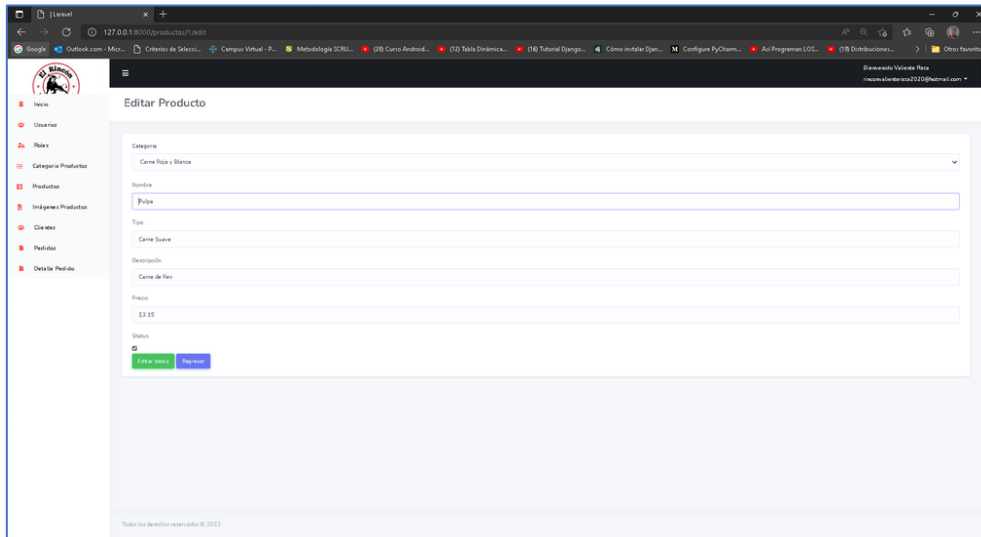 | Laravel
127.0.0.1:8000/productos/1/edit
Google Outlook.com - Micr... Criterios de Selecci... Campus Virtual - P... Metodología SCRU... (28) Curso Android... (12) Tabla Dinámica... (16) Tutorial Django... Cómo instalar Djan... Configure PyCharm... Así Programan LOS... (19) Distribuciones... Otros favorito
El Rincón
Bienvenido Valiente Raza
rinconvalienteraza2020@hotmail.com
Inicio
Usuarios
Roles
Categoria Productos
Productos
Imágenes Productos
Clientes
Pedidos
Detalle Pedido
Editar Producto
Categoria
Carne Roja y Blanca
Nombre
Pulpa
Tipo
Carne Suave
Descripción
Carne de Res
Precio
$3.15
Status
Editar datos Regresar
Todos los derechos reservados © 2022